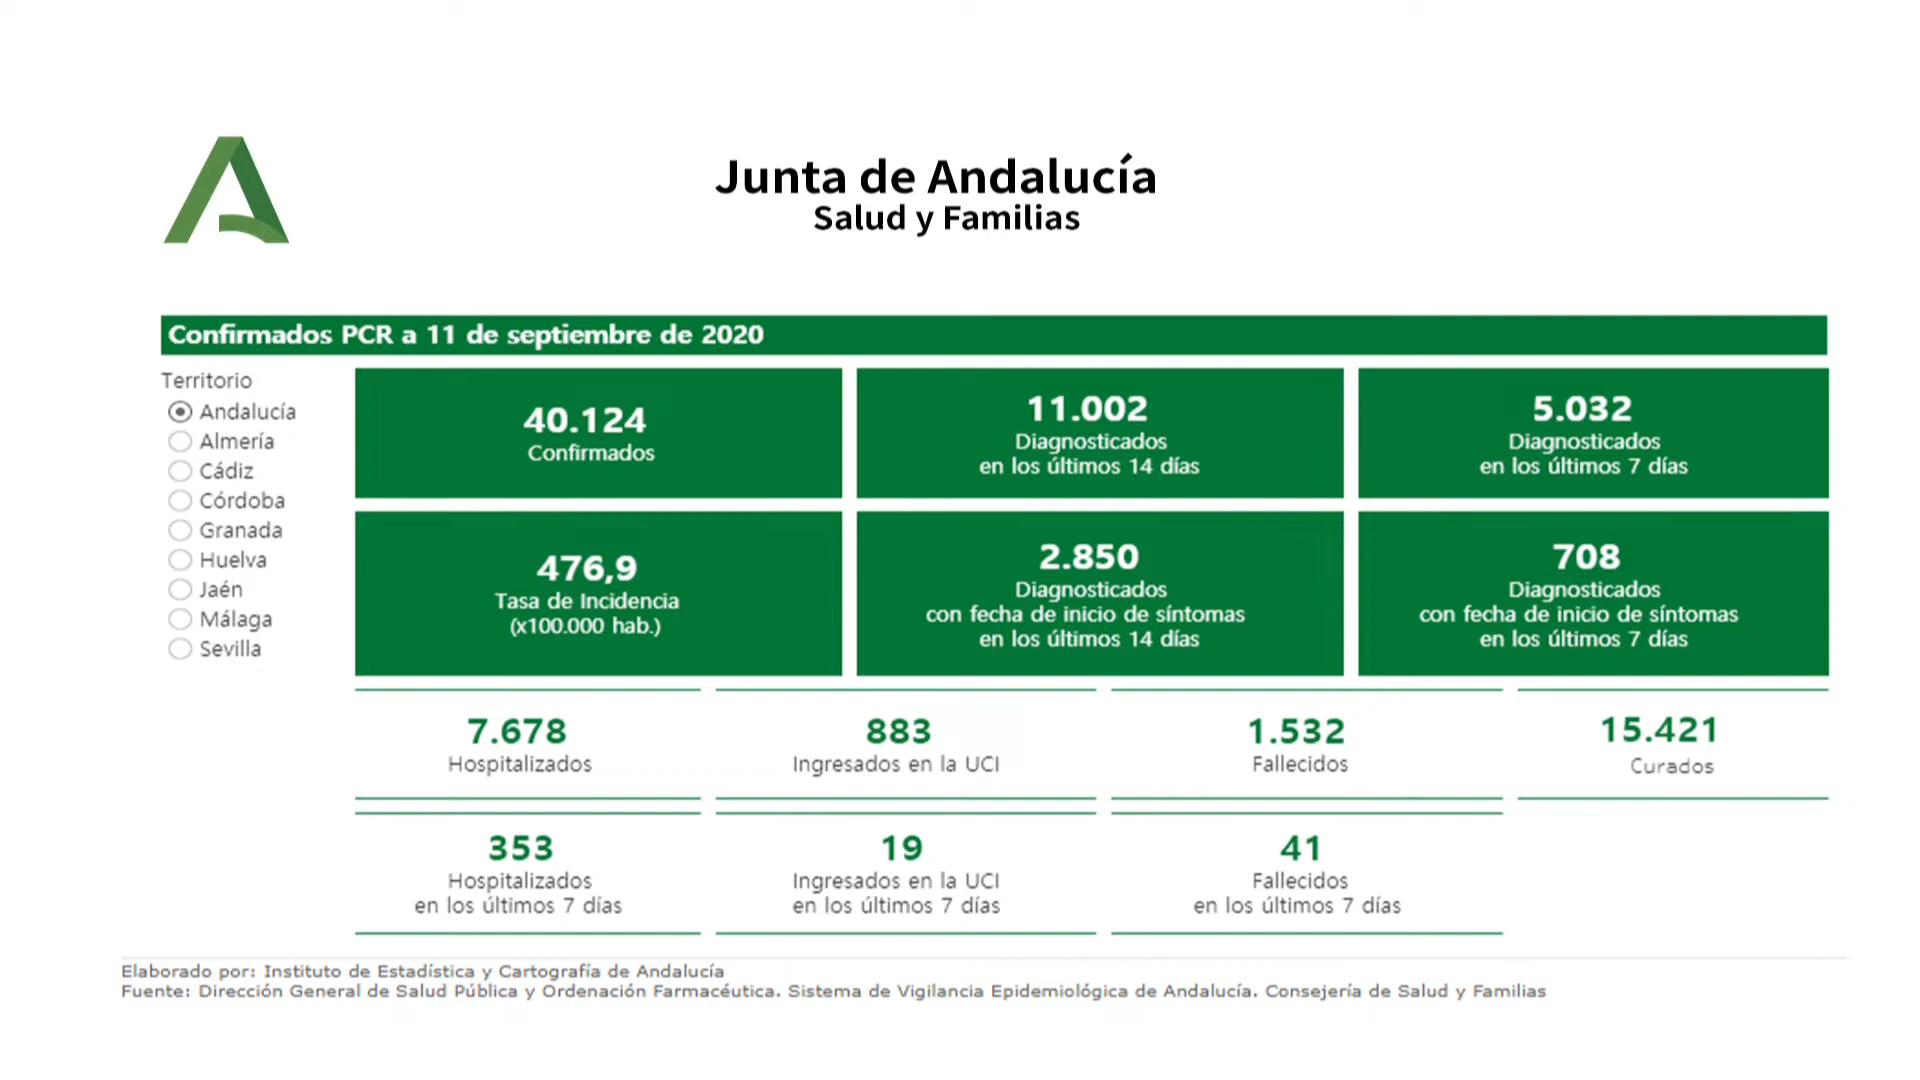 Junta de Andalucía
Salud y Familias
Confirmados PCR a 11 de septiembre de 2020
Territorio
Andalucía
Almería
Cádiz
Córdoba
Granada
Huelva
Jaén
Málaga
Sevilla
40.124
Confirmados
11.002
Diagnosticados
en los últimos 14 días
5.032
Diagnosticados
en los últimos 7 días
476,9
Tasa de Incidencia
(x100.000 hab.)
2.850
Diagnosticados
con fecha de inicio de síntomas
en los últimos 14 días
708
Diagnosticados
con fecha de inicio de síntomas
en los últimos 7 días
7.678
Hospitalizados
883
Ingresados en la UCI
1.532
Fallecidos
15.421
Curados
353
Hospitalizados
en los últimos 7 días
19
Ingresados en la UCI
en los últimos 7 días
41
Fallecidos
en los últimos 7 días
Elaborado por: Instituto de Estadística y Cartografía de Andalucía
Fuente: Dirección General de Salud Pública y Ordenación Farmacéutica. Sistema de Vigilancia Epidemiológica de Andalucía. Consejería de Salud y Familias